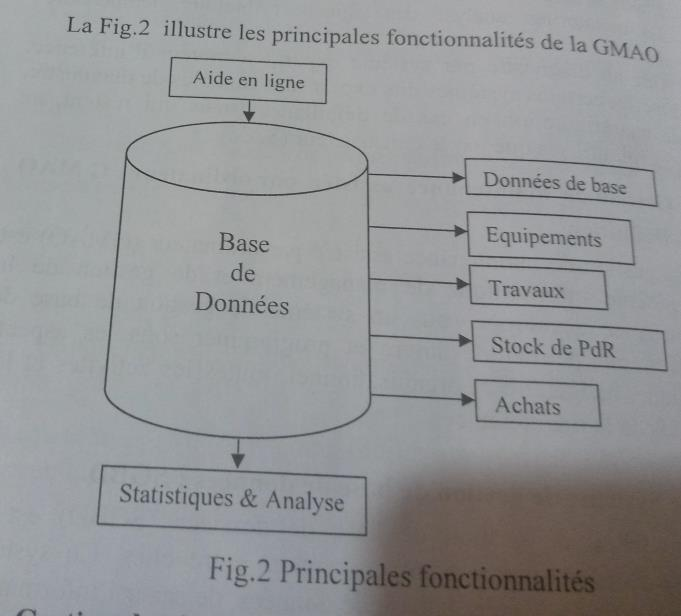 La Fig.2 illustre les principales fonctionnalités de la GMAO
Aide en ligne
Base
de
Données
Données de base
Equipements
Travaux
Stock de PdR
Achats
Statistiques & Analyse
Fig.2 Principales fonctionnalités